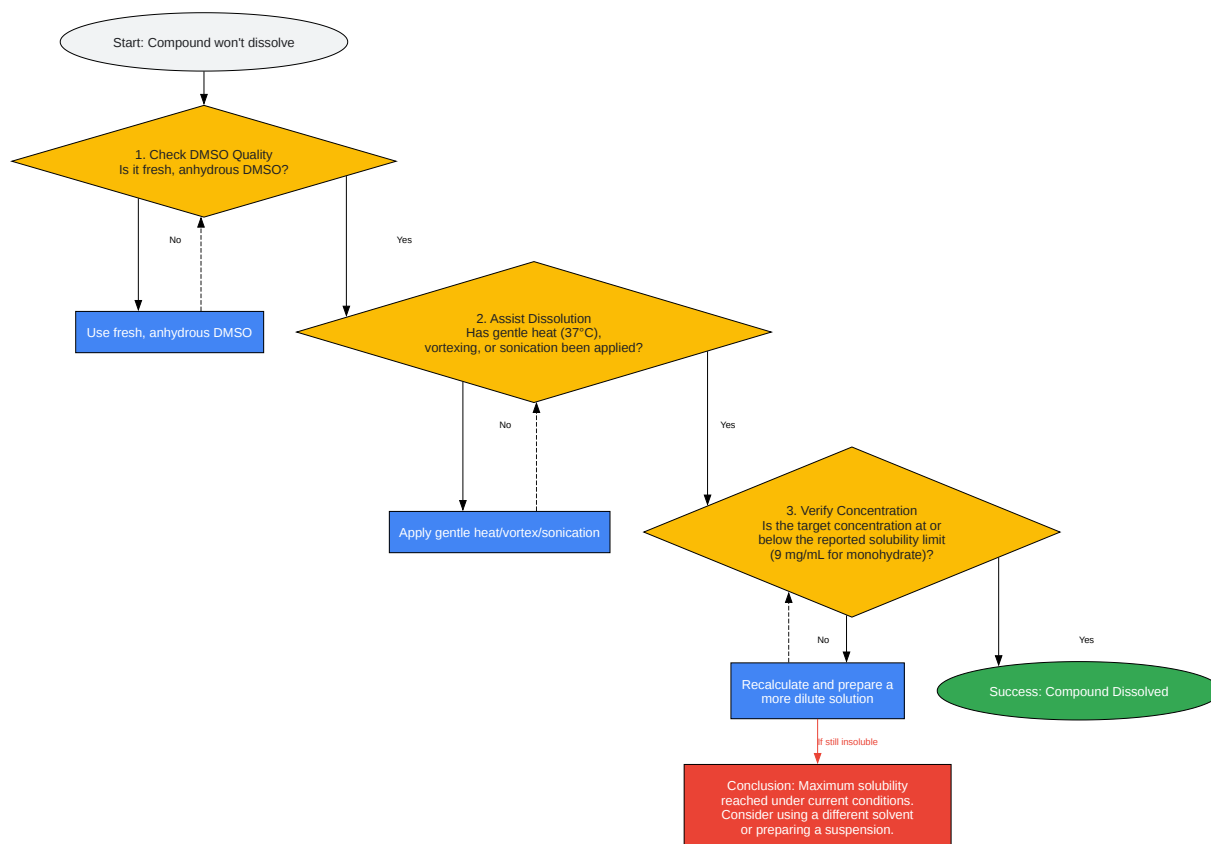 Start: Compound won't dissolve
1. Check DMSO Quality
Is it fresh, anhydrous DMSO?
No
Yes
Use fresh, anhydrous DMSO
2. Assist Dissolution
Has gentle heat (37°C),
vortexing, or sonication been applied?
No
Yes
Apply gentle heat/vortex/sonication
3. Verify Concentration
Is the target concentration at or
below the reported solubility limit
(9 mg/mL for monohydrate)?
No
Yes
Recalculate and prepare a
more dilute solution
Success: Compound Dissolved
If still insoluble
Conclusion: Maximum solubility
reached under current conditions.
Consider using a different solvent
or preparing a suspension.